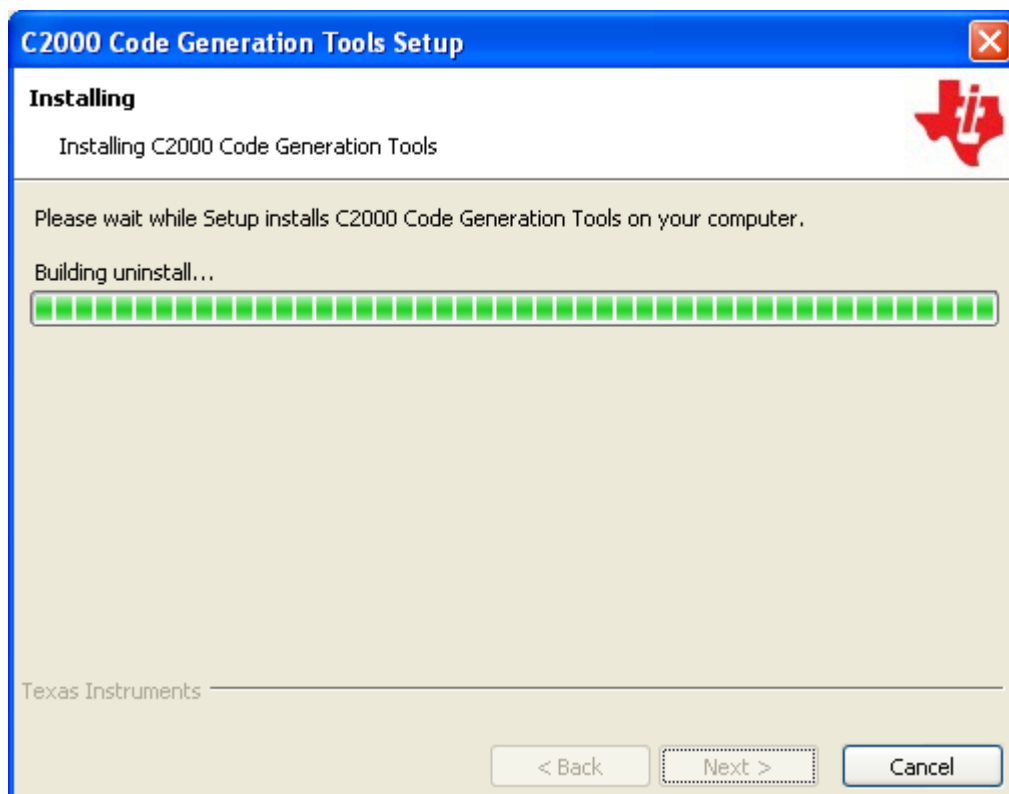 C2000 Code Generation Tools Setup
Installing
Installing C2000 Code Generation Tools
ti
Please wait while Setup installs C2000 Code Generation Tools on your computer.
Building uninstall...
Texas Instruments
< Back
Next >
Cancel